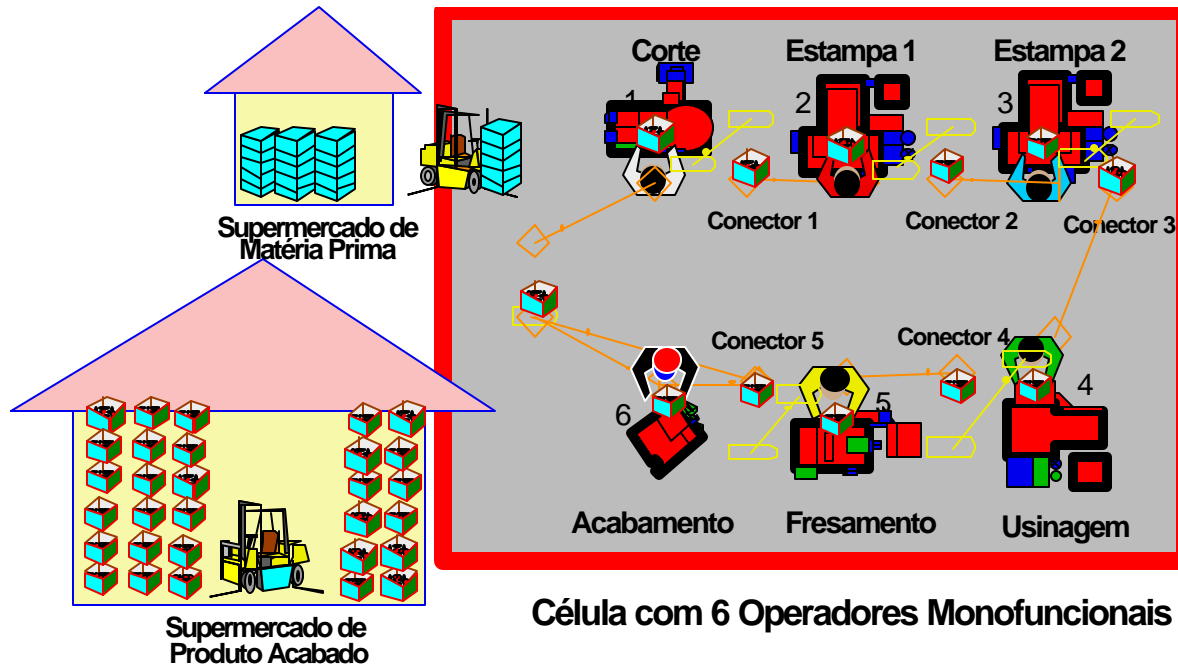 Corte
Estampa 1
Estampa 2
1
2
3
Supermercado de
Matéria Prima
Conector 1
Conector 2
Conector 3
Conector 5
Conector 4
6
5
4
Acabamento
Fresamento
Usinagem
Célula com 6 Operadores Monofuncionais
Supermercado de
Produto Acabado